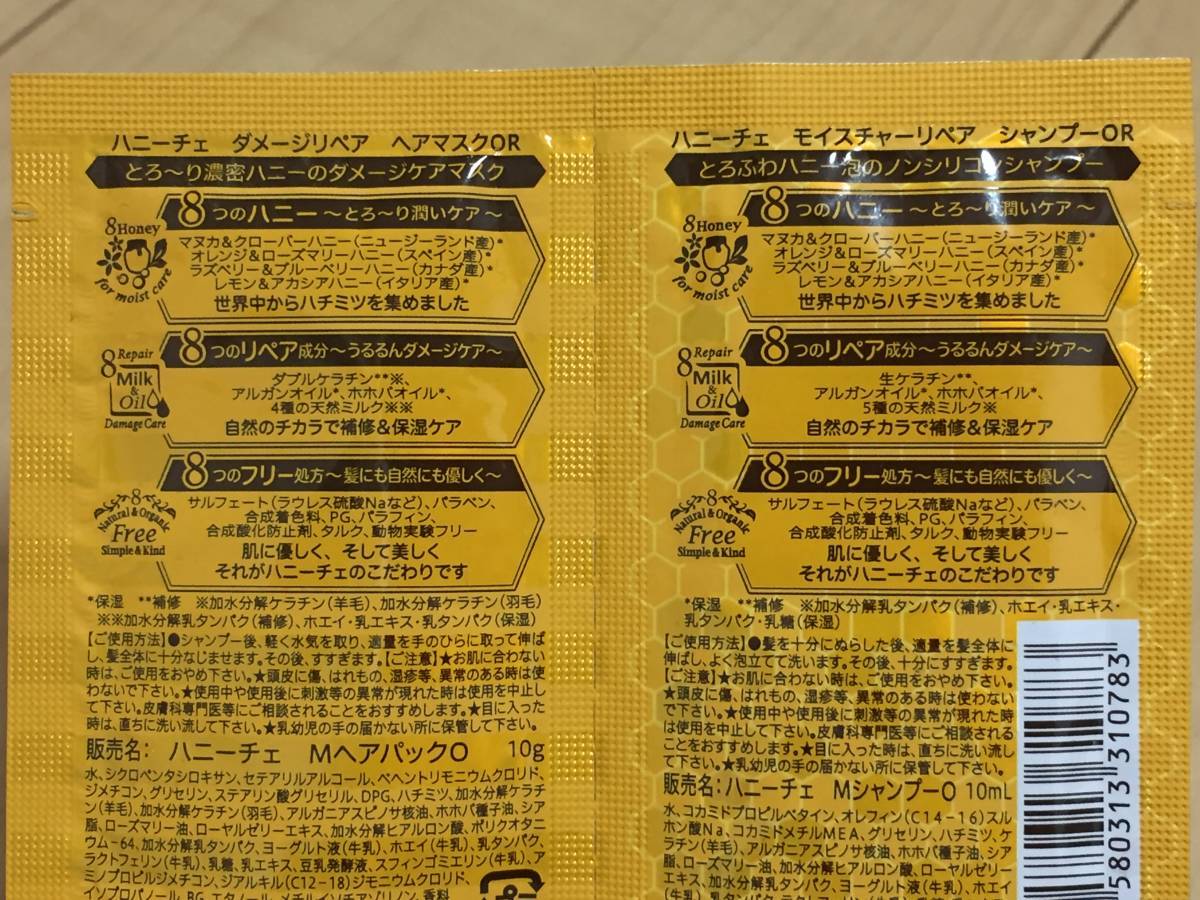 ハニーチェ ダメージリペア ヘアマスクOR
とろ～り濃密ハニーのダメージケアマスク
8 Honey
for moist care
8つのハニー ～とろ～り潤いケア～
マヌカ&クローバーハニー(ニュージーランド産)*
オレンジ&ローズマリーハニー(スペイン産)*
ラズベリー&ブルーベリーハニー(カナダ産)*
レモン&アカシアハニー(イタリア産)*
世界中からハチミツを集めました
8 Repair
Milk
&
Oil
Damage Care
8つのリペア成分～うるるんダメージケア～
ダブルケラチン**※、
アルガンオイル*、ホホバオイル*、
4種の天然ミルク※※
自然のチカラで補修&保湿ケア
8
Natural & Organic
Free
Simple & Kind
8つのフリー処方～髪にも自然にも優しく～
サルフェート(ラウレス硫酸Naなど)、パラベン、
合成着色料、PG、パラフィン、
合成酸化防止剤、タルク、動物実験フリー
肌に優しく、そして美しく
それがハニーチェのこだわりです
*保湿 **補修 ※加水分解ケラチン(羊毛)、加水分解ケラチン(羽毛)
※※加水分解乳タンパク(補修)、ホエイ・乳エキス・乳タンパク(保湿)
【ご使用方法】●シャンプー後、軽く水気を取り、適量を手のひらに取って伸ば
し、髪全体に十分なじませます。その後、すすぎます。【ご注意】★お肌に合わない
時は、ご使用をおやめ下さい。★頭皮に傷、はれもの、湿疹等、異常のある時は使
わないで下さい。★使用中や使用後に刺激等の異常が現れた時は使用を中止し
て下さい。皮膚科専門医等にご相談されることをおすすめします。★目に入った
時は、直ちに洗い流して下さい。★乳幼児の手の届かない所に保管して下さい。
販売名: ハニーチェ MヘアパックO 10g
水、シクロペンタシロキサン、セテアリルアルコール、ベヘントリモニウムクロリド、
ジメチコン、グリセリン、ステアリン酸グリセリル、DPG、ハチミツ、加水分解ケラチ
ン(羊毛)、加水分解ケラチン(羽毛)、アルガニアスピノサ核油、ホホバ種子油、シア
脂、ローズマリー油、ローヤルゼリーエキス、加水分解ヒアルロン酸、ポリクオタニ
ウム-64、加水分解乳タンパク、ヨーグルト液(牛乳)、ホエイ(牛乳)、乳タンパク、
ラクトフェリン(牛乳)、乳糖、乳エキス、豆乳発酵液、スフィンゴミエリン(牛乳)、ア
ミノプロピルジメチコン、ジアルキル(C12-18)ジモニウムクロリド、
イソプロパノール、BG、エタノール、メチルイソチアゾリノン、香料
ハニーチェ モイスチャーリペア シャンプーOR
とろふわハニー泡のノンシリコンシャンプー
8 Honey
for moist care
8つのハニー ～とろ～り潤いケア～
マヌカ&クローバーハニー(ニュージーランド産)*
オレンジ&ローズマリーハニー(スペイン産)*
ラズベリー&ブルーベリーハニー(カナダ産)*
レモン&アカシアハニー(イタリア産)*
世界中からハチミツを集めました
8 Repair
Milk
&
Oil
Damage Care
8つのリペア成分～うるるんダメージケア～
生ケラチン**、
アルガンオイル*、ホホバオイル*、
5種の天然ミルク※
自然のチカラで補修&保湿ケア
8
Natural & Organic
Free
Simple & Kind
8つのフリー処方～髪にも自然にも優しく～
サルフェート(ラウレス硫酸Naなど)、パラベン、
合成着色料、PG、パラフィン、
合成酸化防止剤、タルク、動物実験フリー
肌に優しく、そして美しく
それがハニーチェのこだわりです
*保湿 **補修 ※加水分解乳タンパク(補修)、ホエイ・乳エキス・
乳タンパク・乳糖(保湿)
【ご使用方法】●髪を十分にぬらした後、適量を髪全体に
伸ばし、よく泡立てて洗います。その後、十分にすすぎます。
【ご注意】★お肌に合わない時は、ご使用をおやめ下さい。
★頭皮に傷、はれもの、湿疹等、異常のある時は使わない
で下さい。★使用中や使用後に刺激等の異常が現れた時
は使用を中止して下さい。皮膚科専門医等にご相談される
ことをおすすめします。★目に入った時は、直ちに洗い流し
て下さい。★乳幼児の手の届かない所に保管して下さい。
販売名:ハニーチェ MシャンプーO 10mL
水、コカミドプロピルベタイン、オレフィン(C14-16)スル
ホン酸Na、コカミドメチルMEA、グリセリン、ハチミツ、ケ
ラチン(羊毛)、アルガニアスピノサ核油、ホホバ種子油、シア
脂、ローズマリー油、加水分解ヒアルロン酸、ローヤルゼリー
エキス、加水分解乳タンパク、ヨーグルト液(牛乳)、ホエイ
580313 310783